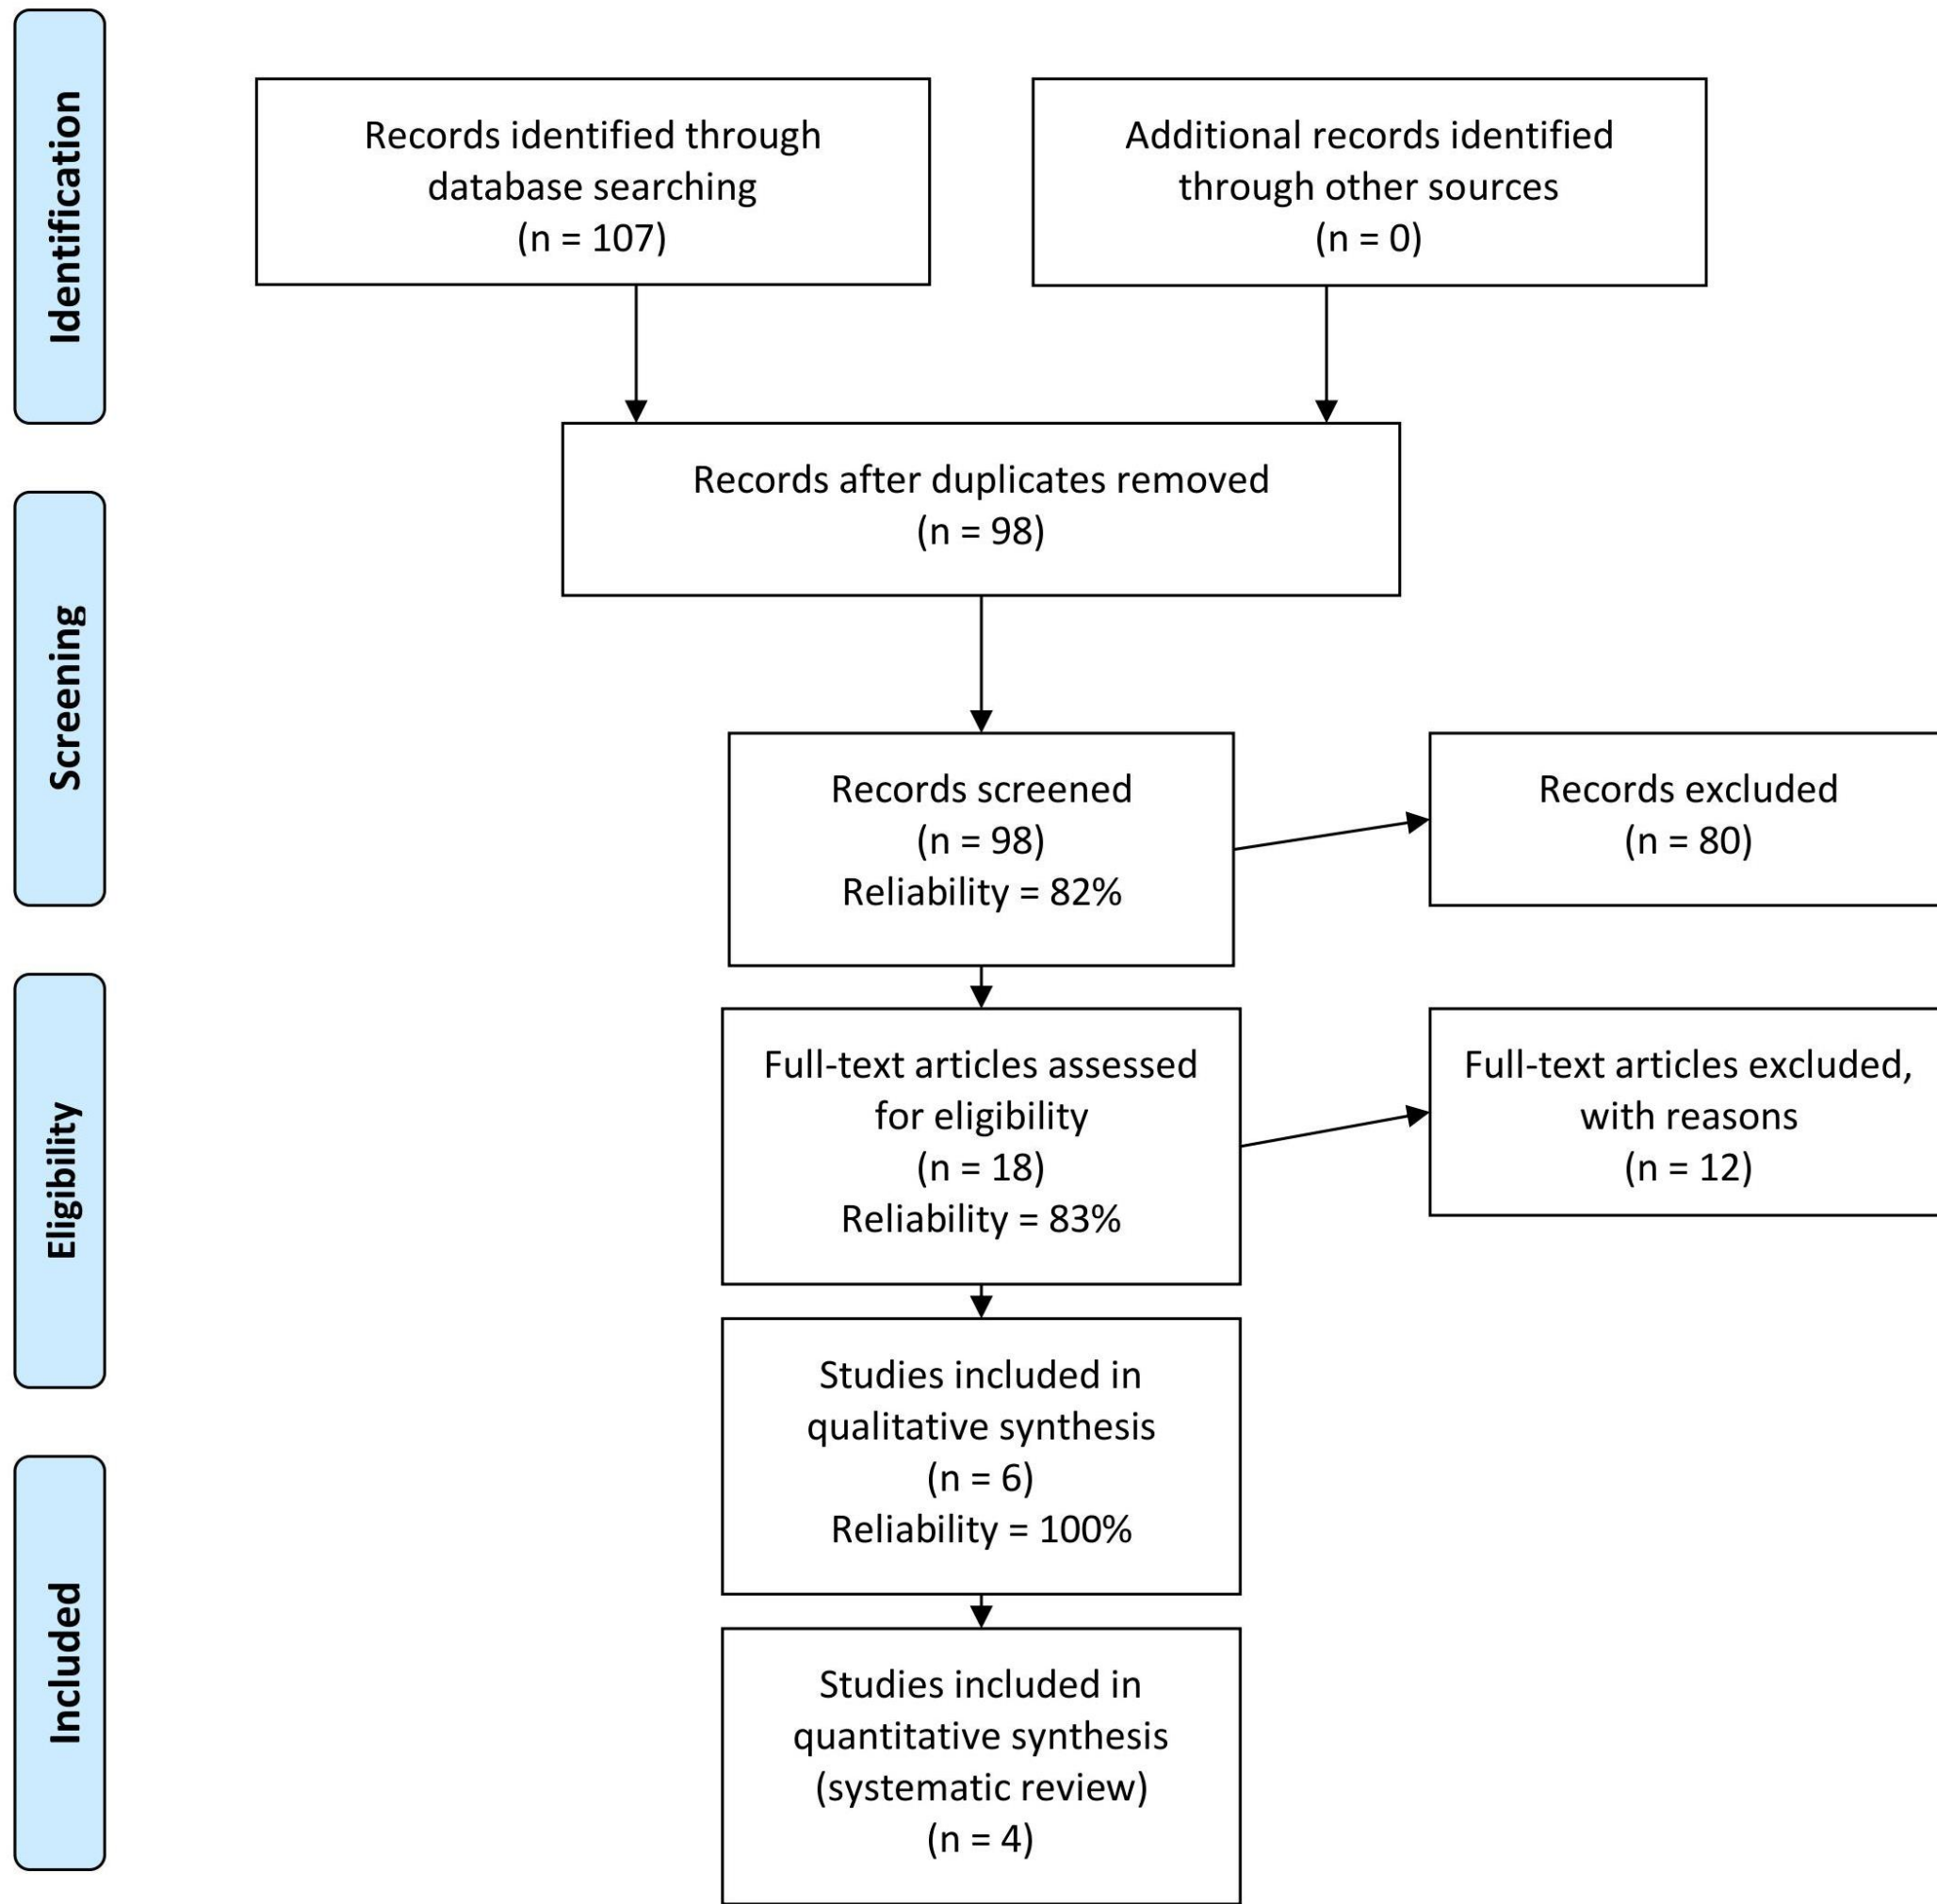 Identification
Records identified through
database searching
(n = 107)
Additional records identified
through other sources
(n = 0)
Records after duplicates removed
(n = 98)
Screening
Records screened
(n = 98)
Reliability = 82%
Records excluded
(n = 80)
Eligibility
Full-text articles assessed
for eligibility
(n = 18)
Reliability = 83%
Full-text articles excluded,
with reasons
(n = 12)
Studies included in
qualitative synthesis
(n = 6)
Reliability = 100%
Included
Studies included in
quantitative synthesis
(systematic review)
(n = 4)